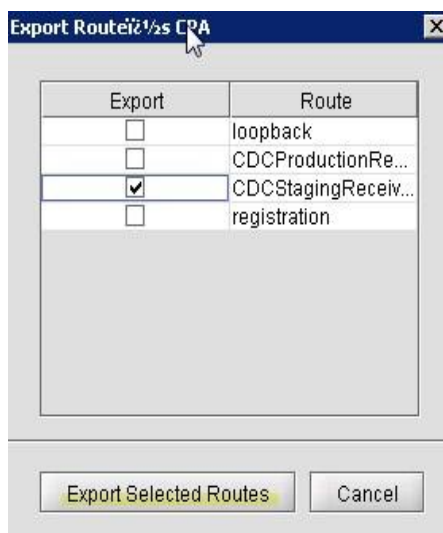 Export Routeï¿½s CPA
Export Route
loopback
CDCProductionRe...
CDCStagingReceiv...
registration
Export Selected Routes Cancel